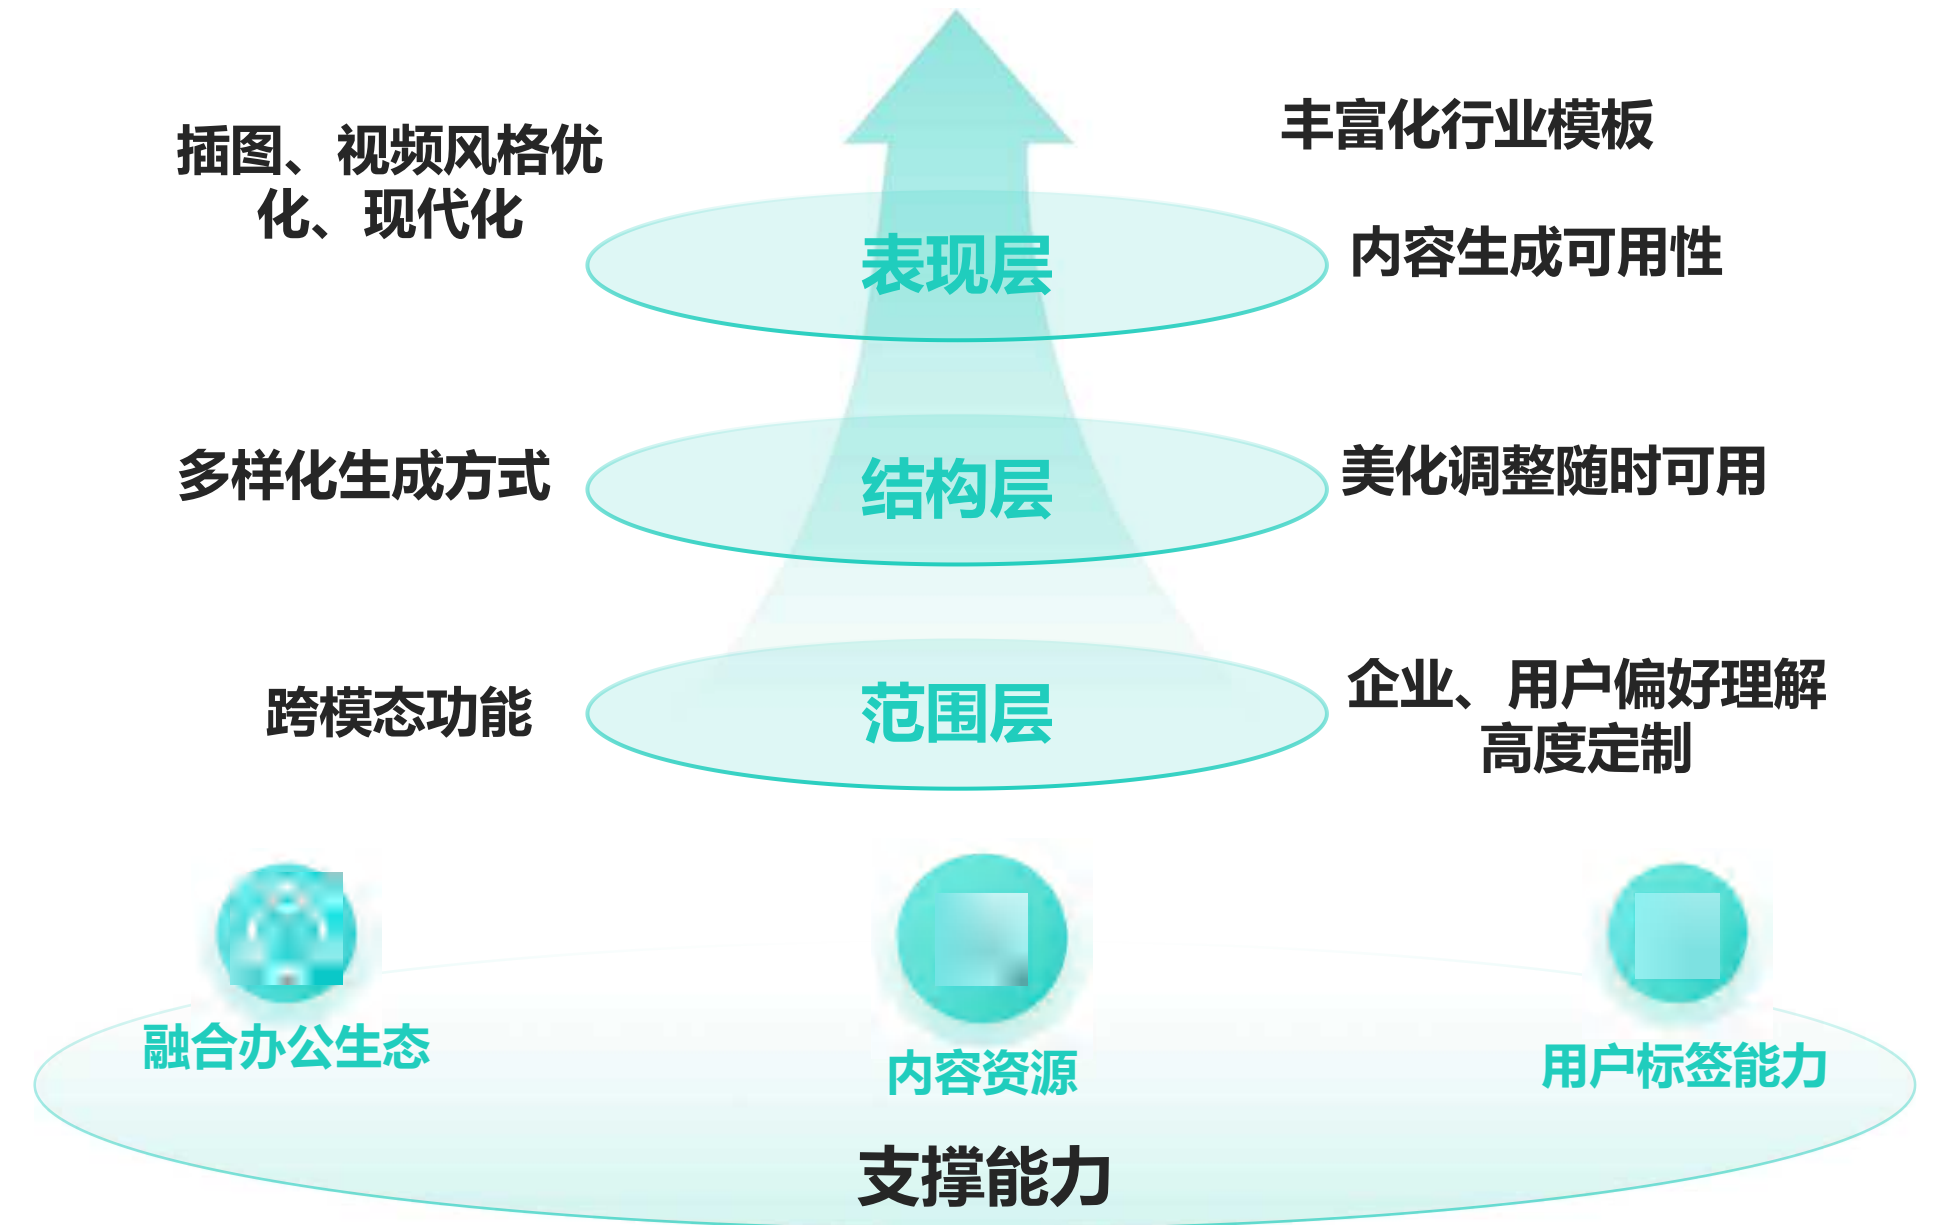 丰富化行业模板
插图、视频风格优
化、现代化
表现层
内容生成可用性
多样化生成方式
结构层
美化调整随时可用
跨模态功能
范围层
企业、用户偏好理解
高度定制
融合办公生态
内容资源
用户标签能力
支撑能力